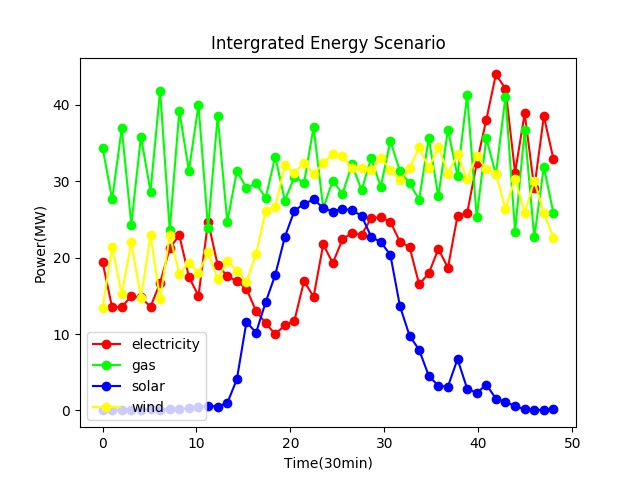 Intergrated Energy Scenario
Power(MW)
40
30
20
10
0
electricity
gas
solar
wind
0 10 20 30 40 50
Time(30min)